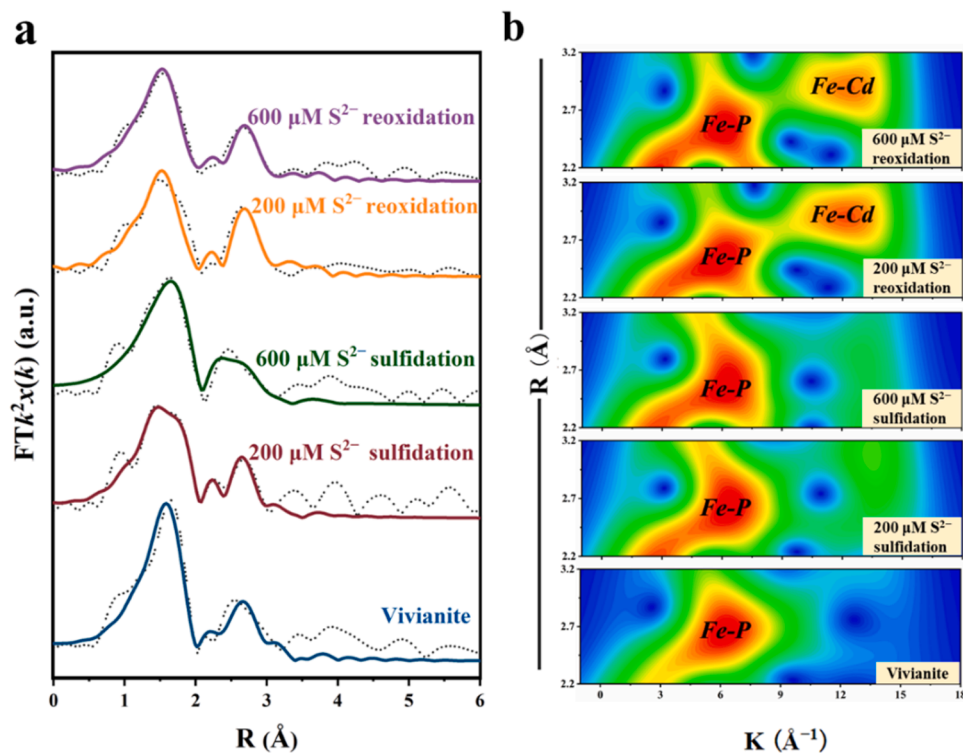 a
600 μM S²⁻ reoxidation
200 μM S²⁻ reoxidation
600 μM S²⁻ sulfidation
200 μM S²⁻ sulfidation
Vivianite
FTk²x(k) (a.u.)
0 1 2 3 4 5 6
R (Å)
b
3.2
2.7
2.2
Fe-P
Fe-Cd
600 μM S²⁻
reoxidation
3.2
2.7
2.2
Fe-P
Fe-Cd
200 μM S²⁻
reoxidation
3.2
2.7
2.2
Fe-P
600 μM S²⁻
sulfidation
3.2
2.7
2.2
Fe-P
200 μM S²⁻
sulfidation
3.2
2.7
2.2
Fe-P
Vivianite
R (Å)
0 3 6 9 12 15 18
K (Å⁻¹)